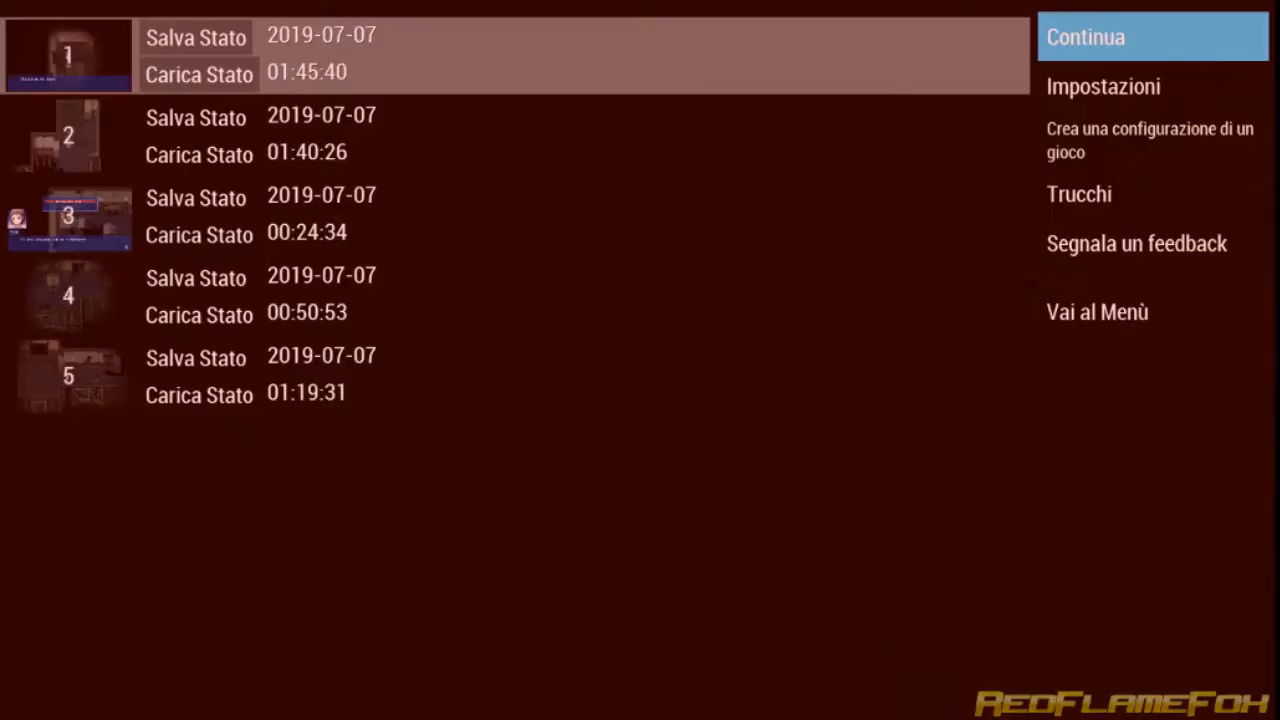 1
Salva Stato 2019-07-07
Carica Stato 01:45:40
2
Salva Stato 2019-07-07
Carica Stato 01:40:26
3
Salva Stato 2019-07-07
Carica Stato 00:24:34
4
Salva Stato 2019-07-07
Carica Stato 00:50:53
5
Salva Stato 2019-07-07
Carica Stato 01:19:31
Continua
Impostazioni
Crea una configurazione di un
gioco
Trucchi
Segnala un feedback
Vai al Menù
RedFlameFox